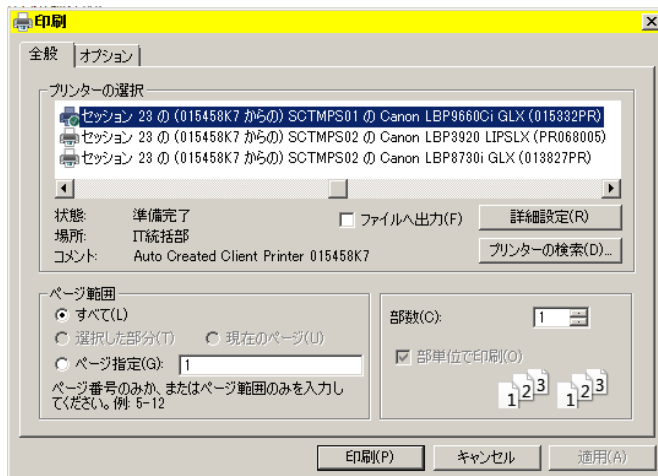 印刷
全般
オプション
プリンターの選択
セッション 23 の (015458K7 からの) SCTMPS01 の Canon LBP9660Ci GLX (015332PR)
セッション 23 の (015458K7 からの) SCTMPS02 の Canon LBP3920 LIPSLX (PR068005)
セッション 23 の (015458K7 からの) SCTMPS02 の Canon LBP8730i GLX (013827PR)
状態: 準備完了
ファイルへ出力(F)
詳細設定(R)
場所: IT統括部
コメント: Auto Created Client Printer 015458K7
プリンターの検索(D)...
ページ範囲
すべて(L)
選択した部分(T)
現在のページ(U)
ページ指定(G): 1
ページ番号のみか、またはページ範囲のみを入力し
てください。例: 5-12
部数(C): 1
部単位で印刷(O)
1 2 3 1 2 3
印刷(P)
キャンセル
適用(A)